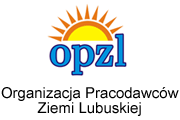 opzl
Organizacja Pracodawców
Ziemi Lubuskiej